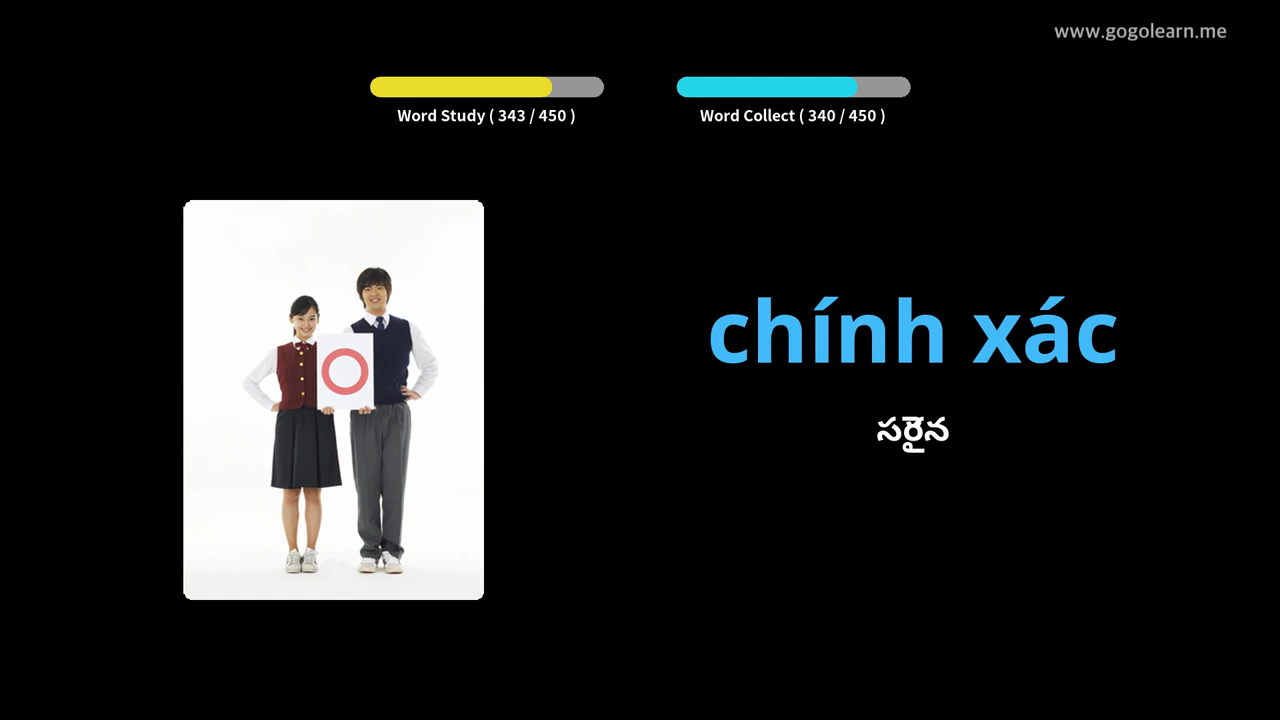 www.gogolearn.me
Word Study ( 343 / 450 )
Word Collect ( 340 / 450 )
chính xác
సరైన